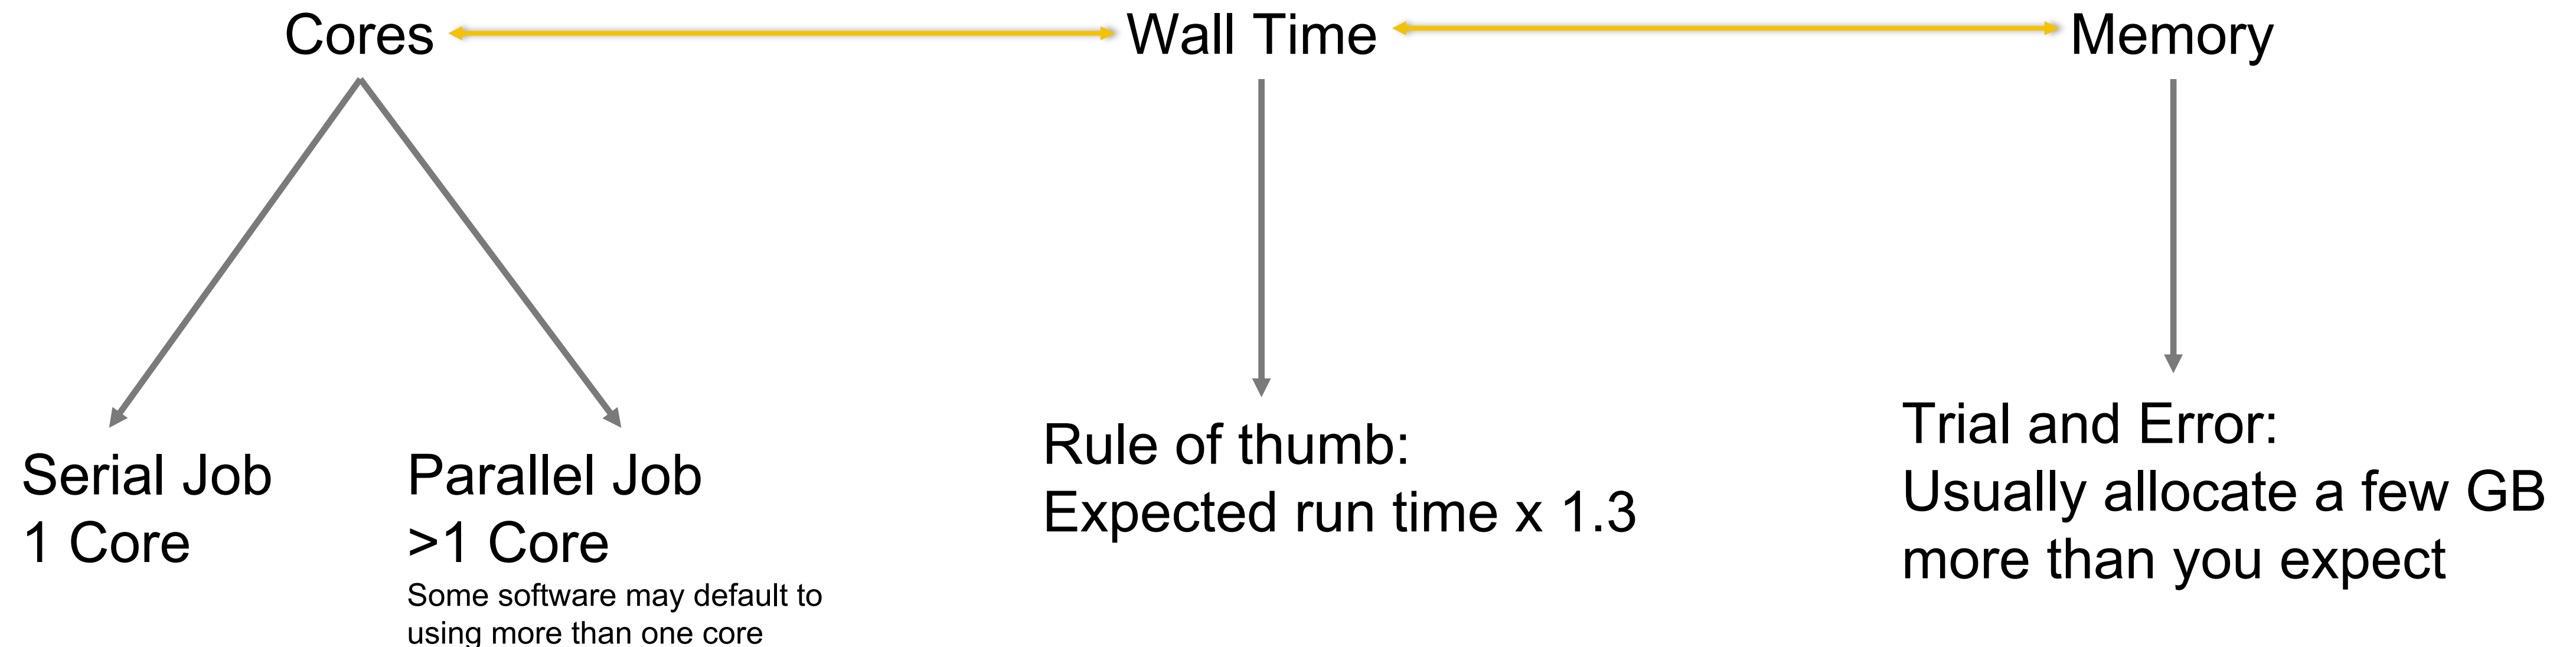 Cores
Wall Time
Memory
Serial Job
1 Core
Parallel Job
>1 Core
Some software may default to
using more than one core
Rule of thumb:
Expected run time x 1.3
Trial and Error:
Usually allocate a few GB
more than you expect